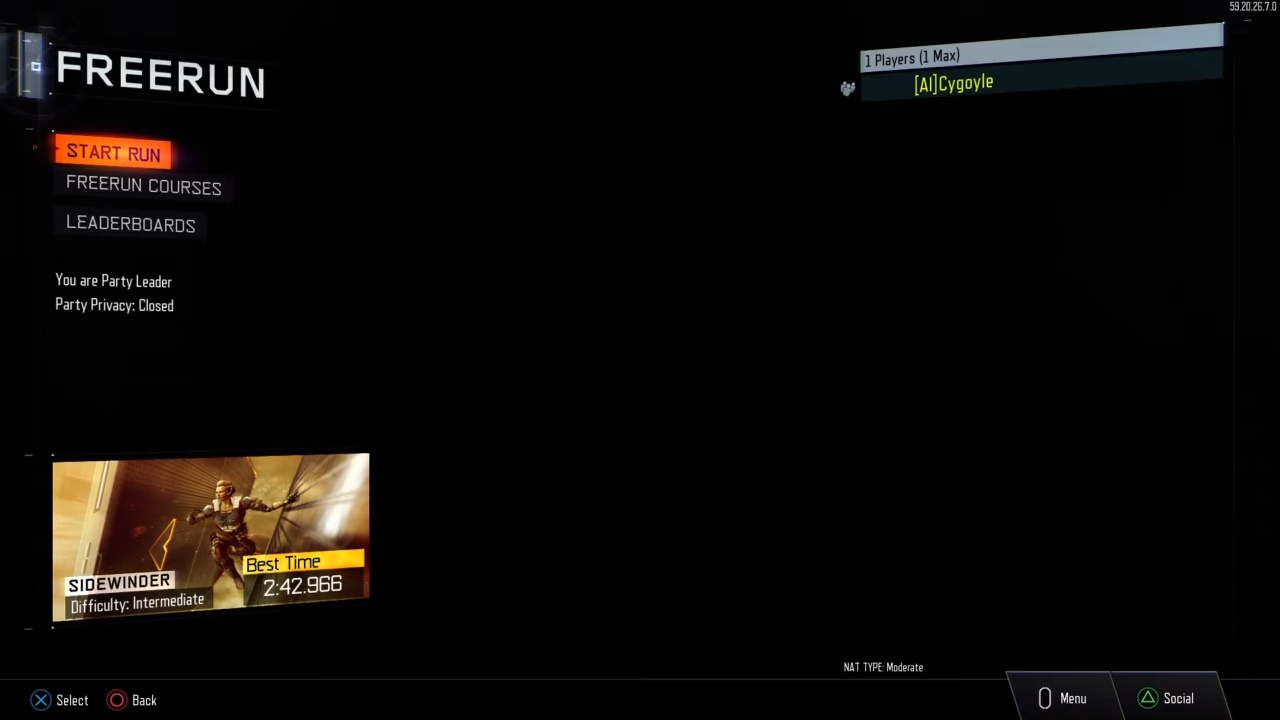 59.20.26.7.0
FREERUN
1 Players (1 Max)
[AI]Cygoyle
START RUN
FREERUN COURSES
LEADERBOARDS
You are Party Leader
Party Privacy: Closed
Best Time
2:42.966
SIDEWINDER
Difficulty: Intermediate
NAT TYPE: Moderate
Select
Back
Menu
Social